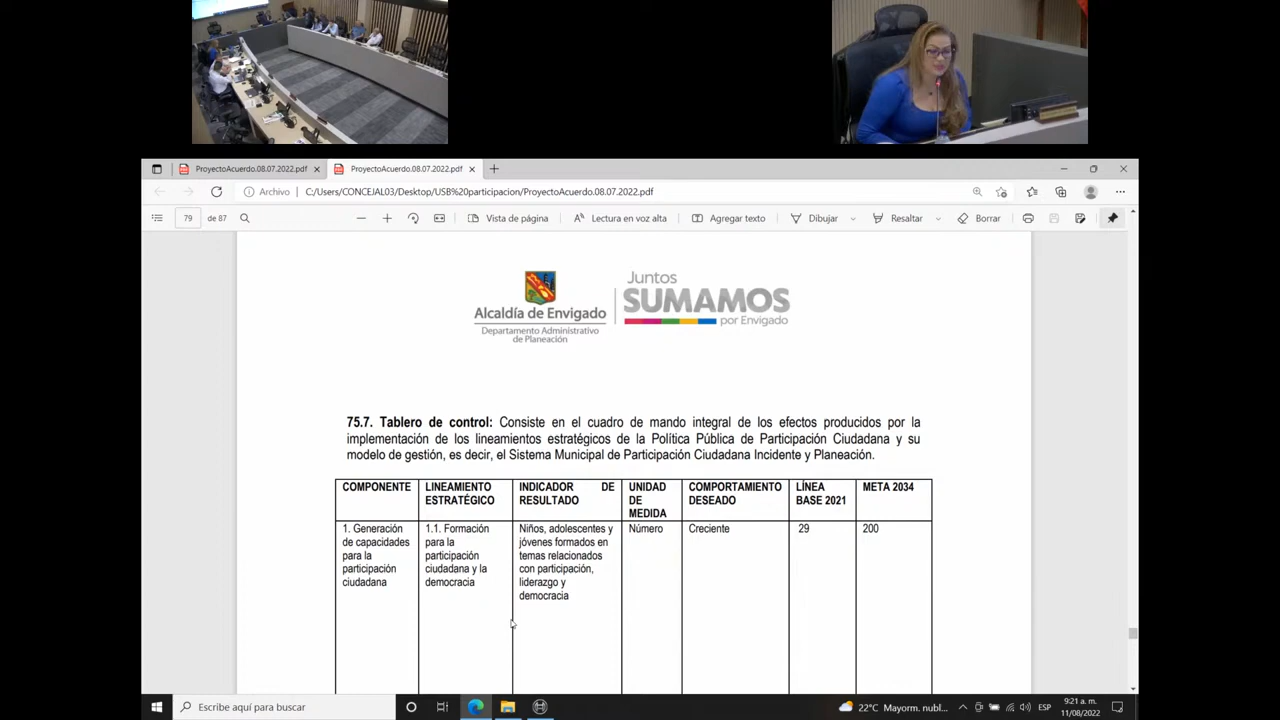 ProyectoAcuerdo.08.07.2022.pdf
ProyectoAcuerdo.08.07.2022.pdf
Archivo
C:/Users/CONCEJAL03/Desktop/USB%20participacion/ProyectoAcuerdo.08.07.2022.pdf
79 de 87
Vista de página
Lectura en voz alta
Agregar texto
Dibujar
Resaltar
Borrar
Alcaldía de Envigado
Departamento Administrativo
de Planeación
Juntos
SUMAMOS
por Envigado
75.7. Tablero de control: Consiste en el cuadro de mando integral de los efectos producidos por la
implementación de los lineamientos estratégicos de la Política Pública de Participación Ciudadana y su
modelo de gestión, es decir, el Sistema Municipal de Participación Ciudadana Incidente y Planeación.
COMPONENTE
LINEAMIENTO
ESTRATÉGICO
INDICADOR DE
RESULTADO
UNIDAD
DE
MEDIDA
COMPORTAMIENTO
DESEADO
LÍNEA
BASE 2021
META 2034
1. Generación
de capacidades
para la
participación
ciudadana
1.1. Formación
para la
participación
ciudadana y la
democracia
Niños, adolescentes y
jóvenes formados en
temas relacionados
con participación,
liderazgo y
democracia
Número
Creciente
29
200
Escribe aquí para buscar
22°C Mayorm. nubl...
ESP
9:21 a. m.
11/08/2022